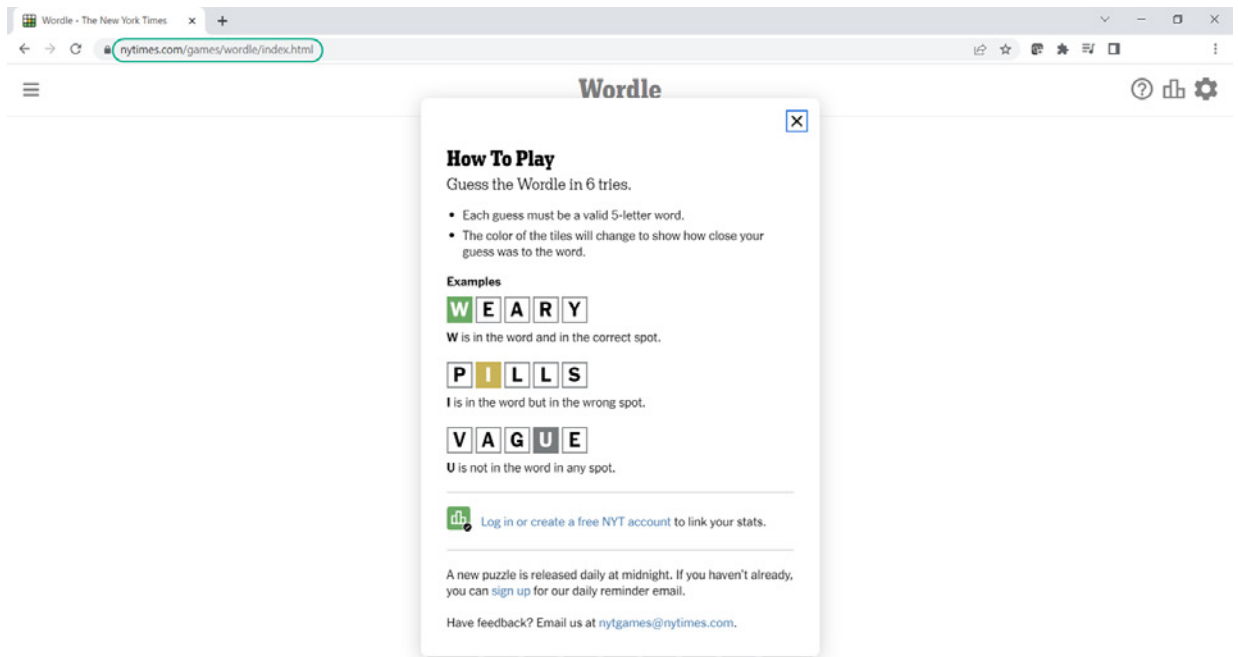 Wordle - The New York Times
nytimes.com/games/wordle/index.html
Wordle
How To Play
Guess the Wordle in 6 tries.
• Each guess must be a valid 5-letter word.
• The color of the tiles will change to show how close your
guess was to the word.
Examples
W E A R Y
W is in the word and in the correct spot.
P I L L S
I is in the word but in the wrong spot.
V A G U E
U is not in the word in any spot.
Log in or create a free NYT account to link your stats.
A new puzzle is released daily at midnight. If you haven't already,
you can sign up for our daily reminder email.
Have feedback? Email us at nytgames@nytimes.com.